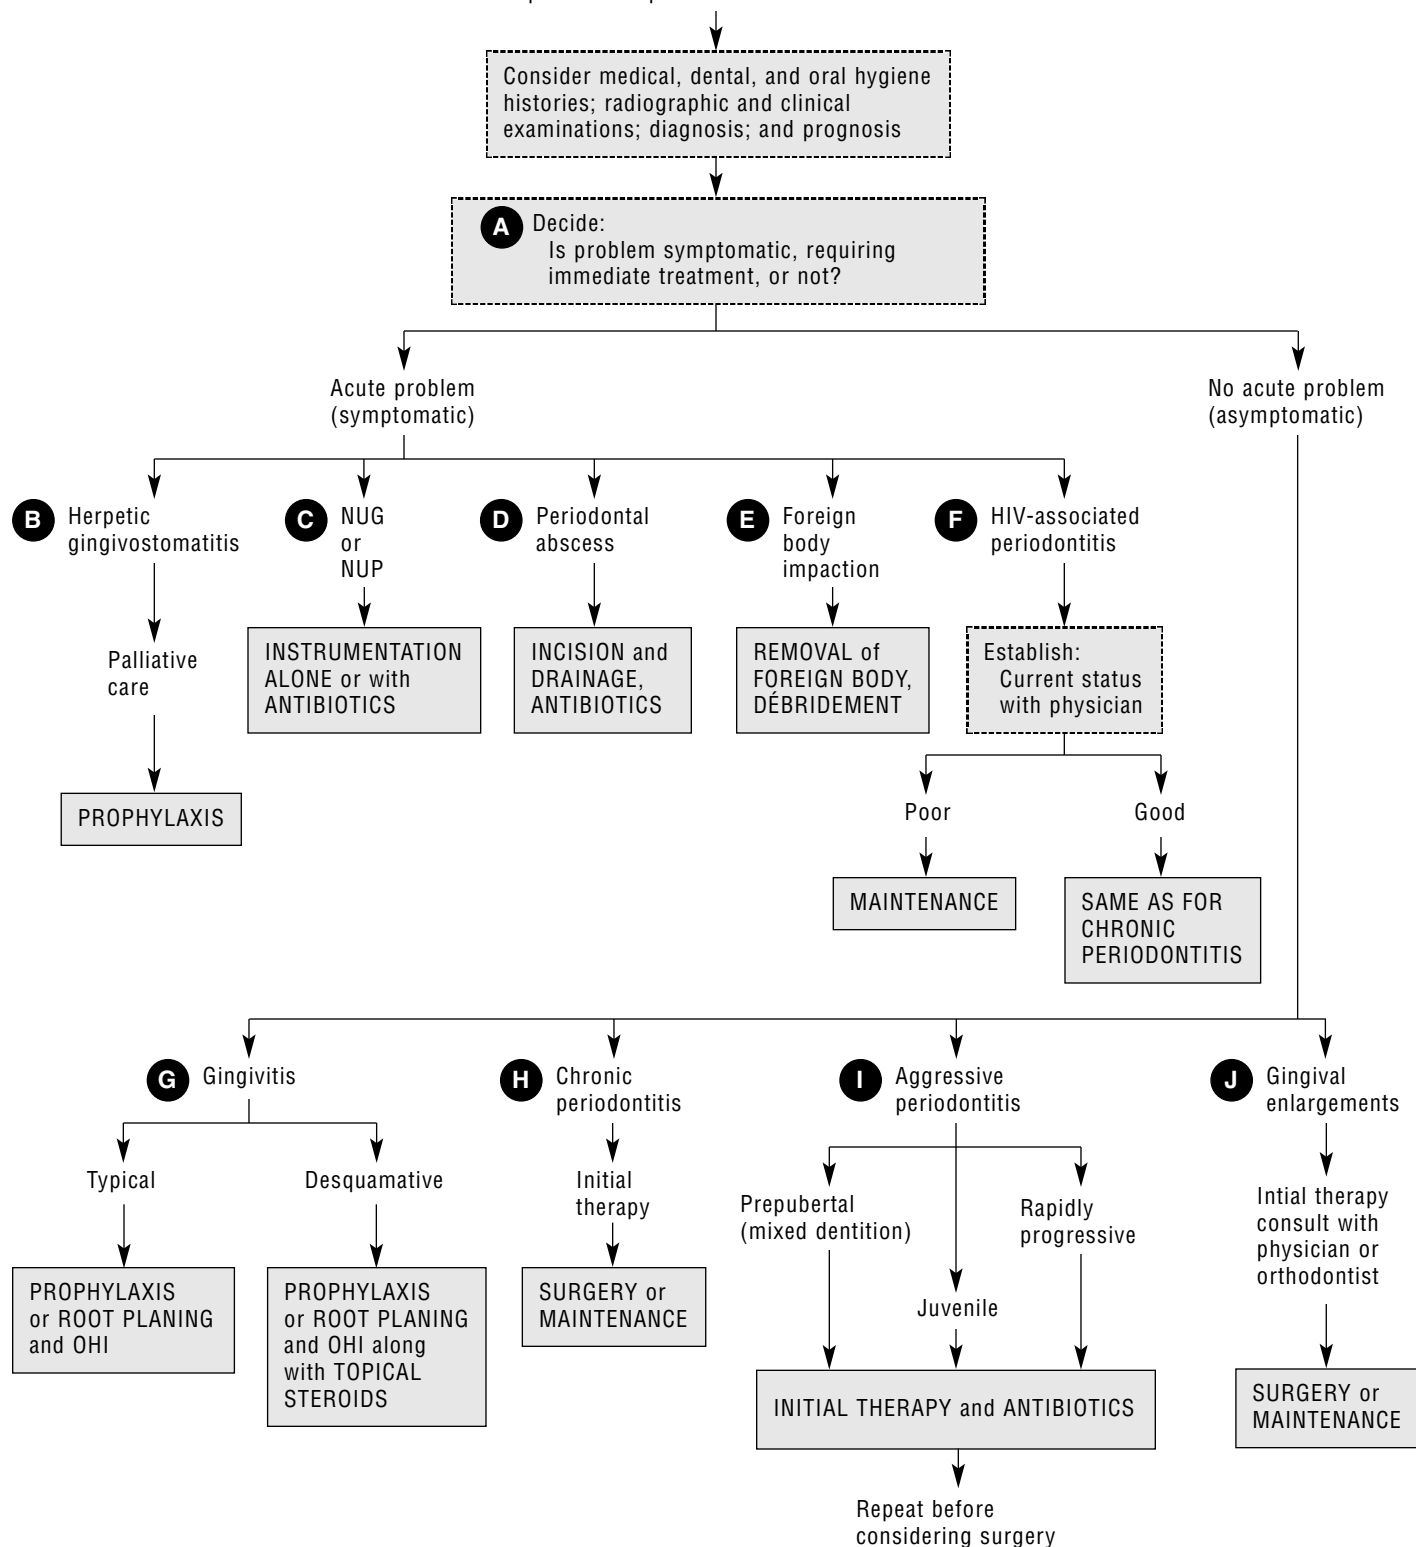 Consider medical, dental, and oral hygiene
histories; radiographic and clinical
examinations; diagnosis; and prognosis
A Decide:
Is problem symptomatic, requiring
immediate treatment, or not?
Acute problem
(symptomatic)
No acute problem
(asymptomatic)
B Herpetic
gingivostomatitis
C NUG
or
NUP
D Periodontal
abscess
E Foreign
body
impaction
F HIV-associated
periodontitis
Palliative
care
INSTRUMENTATION
ALONE or with
ANTIBIOTICS
INCISION and
DRAINAGE,
ANTIBIOTICS
REMOVAL of
FOREIGN BODY,
DÉBRIDEMENT
Establish:
Current status
with physician
PROPHYLAXIS
Poor
Good
MAINTENANCE
SAME AS FOR
CHRONIC
PERIODONTITIS
G Gingivitis
H Chronic
periodontitis
I Aggressive
periodontitis
J Gingival
enlargements
Typical
Desquamative
Initial
therapy
Prepubertal
(mixed dentition)
Rapidly
progressive
Intial therapy
consult with
physician or
orthodontist
Juvenile
PROPHYLAXIS
or ROOT PLANING
and OHI
PROPHYLAXIS
or ROOT PLANING
and OHI along
with TOPICAL
STEROIDS
SURGERY or
MAINTENANCE
INITIAL THERAPY and ANTIBIOTICS
SURGERY or
MAINTENANCE
Repeat before
considering surgery